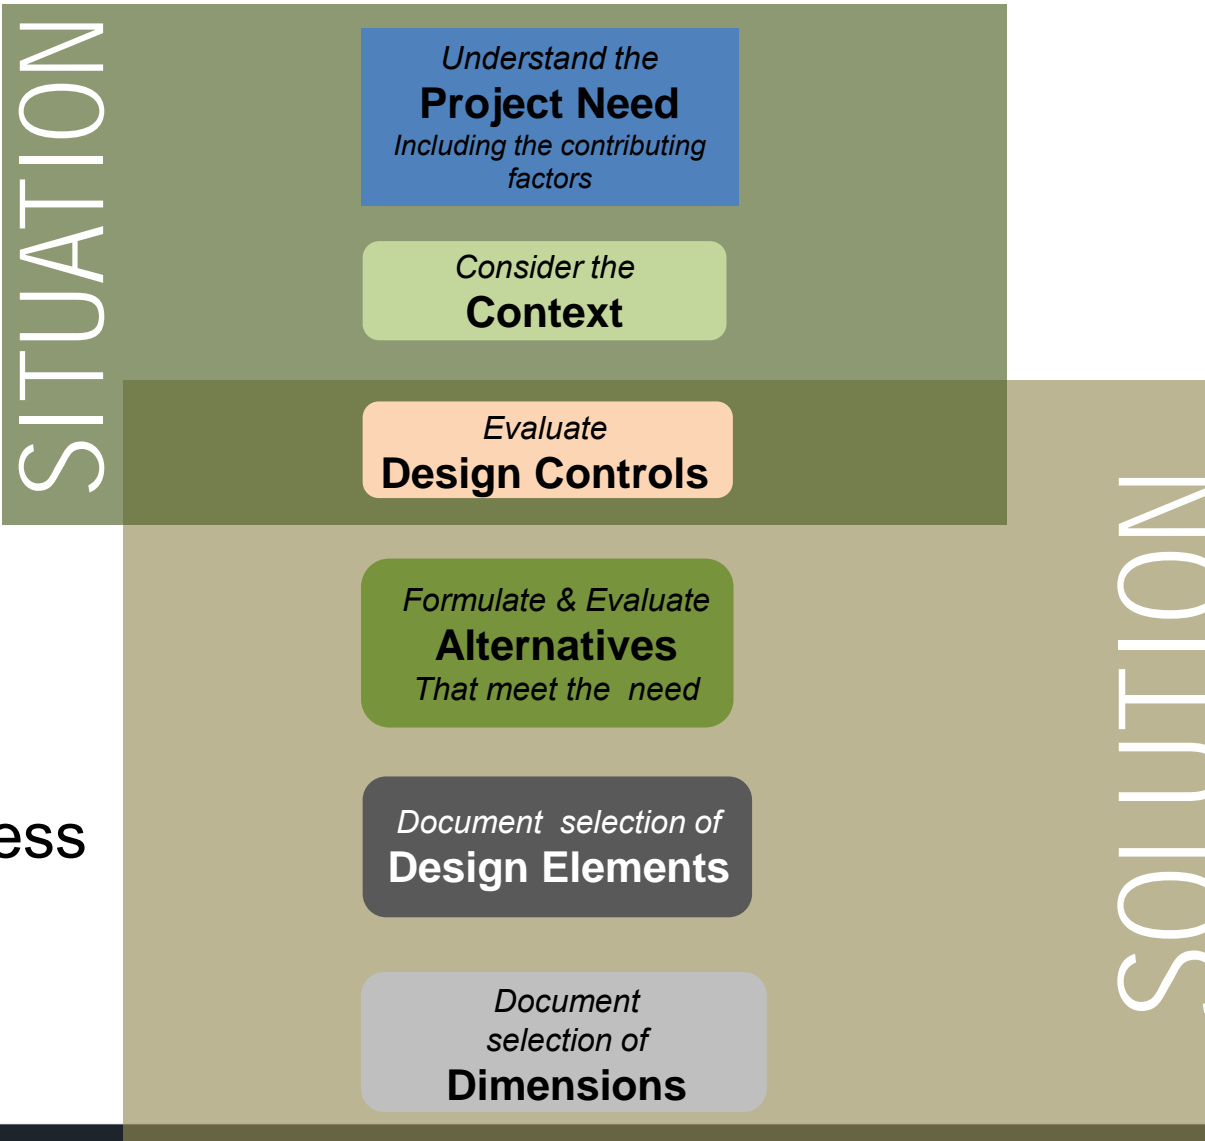 SITUATION
Understand the
Project Need
Including the contributing
factors
Consider the
Context
Evaluate
Design Controls
Formulate & Evaluate
Alternatives
That meet the need
ess
Document selection of
Design Elements
Document
selection of
Dimensions
SOLUTION